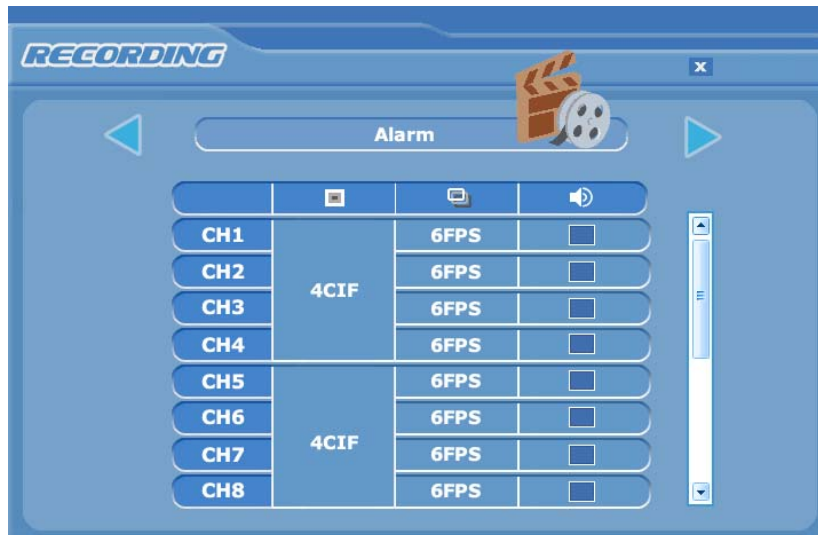 RECORDING
x
Alarm
CH1 6FPS
CH2 6FPS
4CIF
CH3 6FPS
CH4 6FPS
CH5 6FPS
CH6 6FPS
4CIF
CH7 6FPS
CH8 6FPS